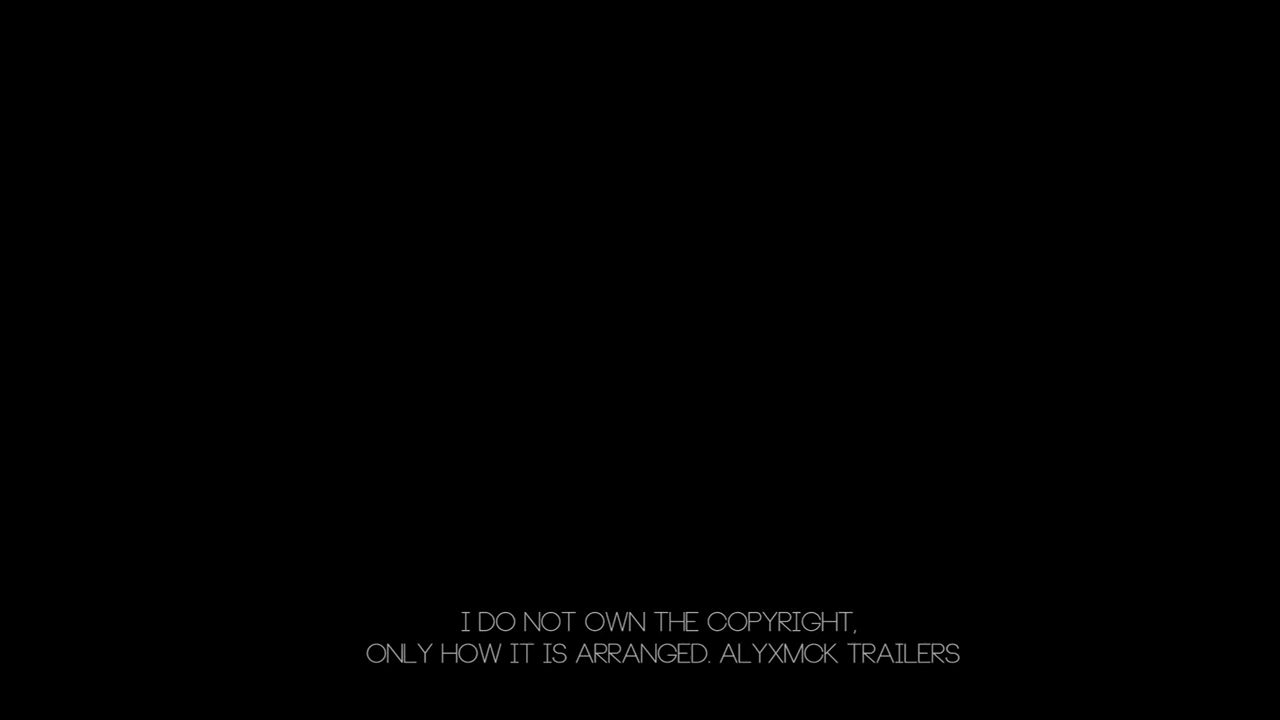 I DO NOT OWN THE COPYRIGHT,
ONLY HOW IT IS ARRANGED. ALYXMCK TRAILERS